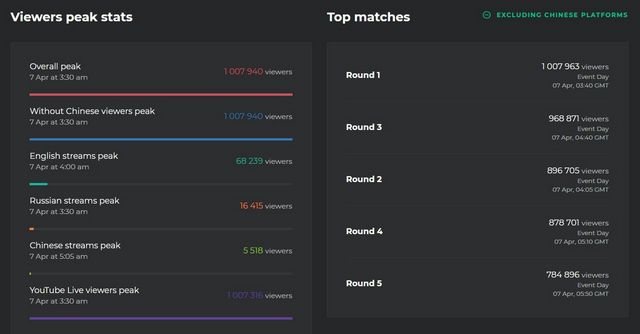 Viewers peak stats
Overall peak
7 Apr at 3:30 am
1 007 940 viewers
Without Chinese viewers peak
7 Apr at 3:30 am
1 007 940 viewers
English streams peak
7 Apr at 4:00 am
68 239 viewers
Russian streams peak
7 Apr at 3:30 am
16 415 viewers
Chinese streams peak
7 Apr at 5:05 am
5 518 viewers
YouTube Live viewers peak
7 Apr at 3:30 am
1 007 316 viewers
Top matches
EXCLUDING CHINESE PLATFORMS
Round 1
1 007 963 viewers
Event Day
07 Apr, 03:40 GMT
Round 3
968 871 viewers
Event Day
07 Apr, 04:40 GMT
Round 2
896 705 viewers
Event Day
07 Apr, 04:05 GMT
Round 4
878 701 viewers
Event Day
07 Apr, 05:10 GMT
Round 5
784 896 viewers
Event Day
07 Apr, 05:50 GMT